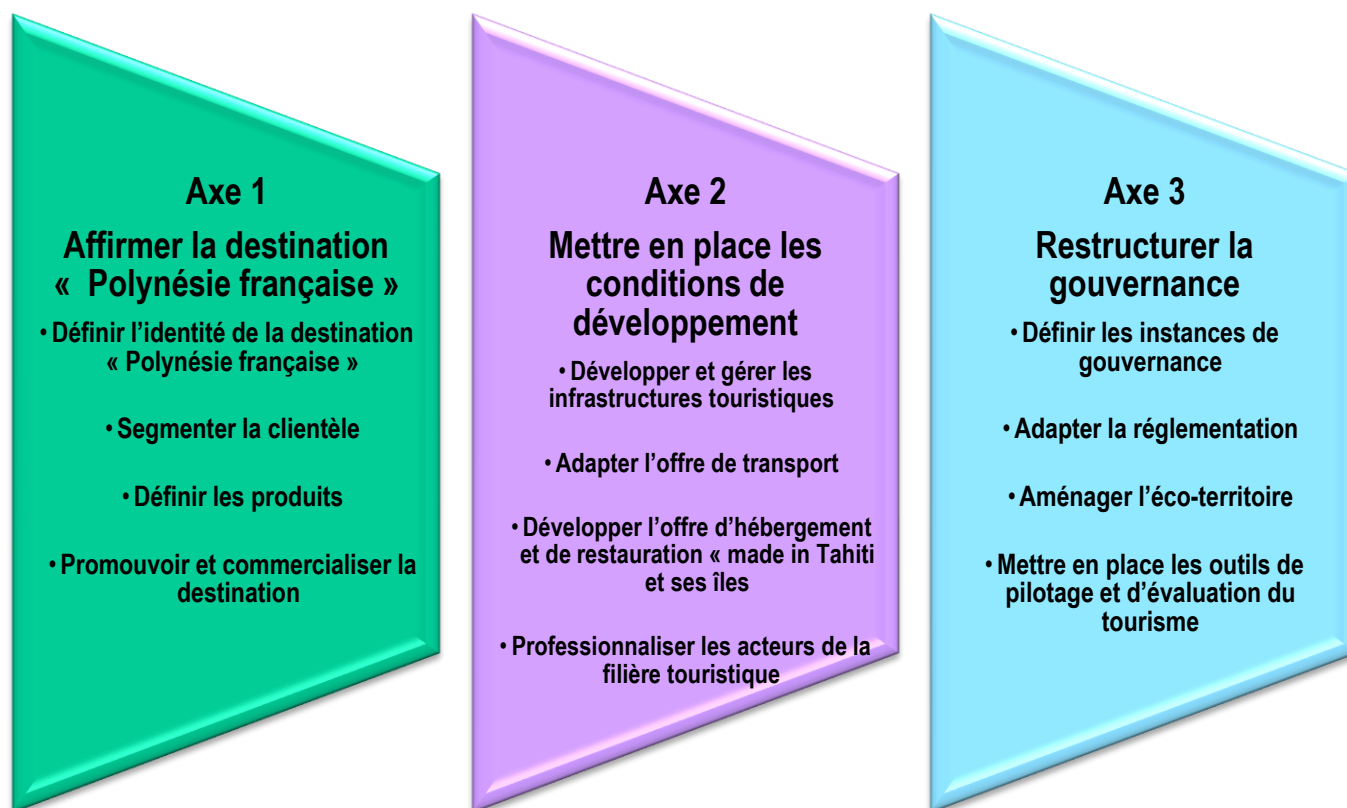 Axe 1
Affirmer la destination
«  Polynésie française »
• Définir l’identité de la destination
« Polynésie française »
• Segmenter la clientèle
• Définir les produits
• Promouvoir et commercialiser la
destination
Axe 2
Mettre en place les
conditions de
développement
• Développer et gérer les
infrastructures touristiques
• Adapter l’offre de transport
• Développer l’offre d’hébergement
et de restauration « made in Tahiti
et ses îles
• Professionnaliser les acteurs de la
filière touristique
Axe 3
Restructurer la
gouvernance
• Définir les instances de
gouvernance
• Adapter la réglementation
• Aménager l’éco-territoire
• Mettre en place les outils de
pilotage et d’évaluation du
tourisme